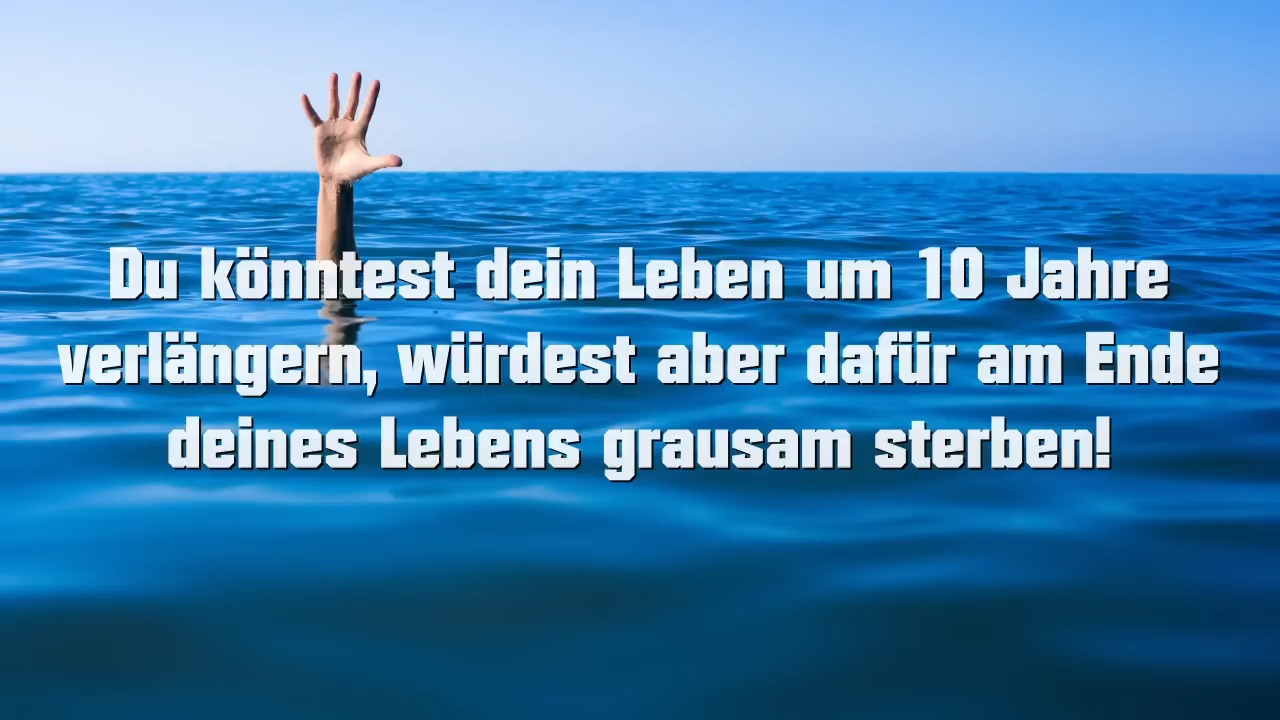 Du könntest dein Leben um 10 Jahre
verlängern, würdest aber dafür am Ende
deines Lebens grausam sterben!